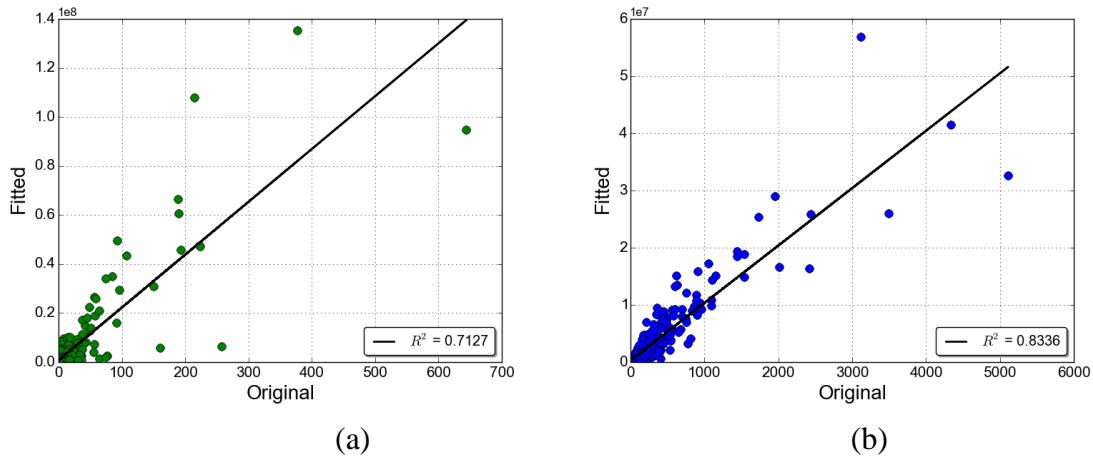 1e8
1.4
1.2
1.0
0.8
0.6
0.4
0.2
0.0
Fitted
0 100 200 300 400 500 600 700
Original
R² = 0.7127
(a)
1e7
6
5
4
3
2
1
0
Fitted
0 1000 2000 3000 4000 5000 6000
Original
R² = 0.8336
(b)